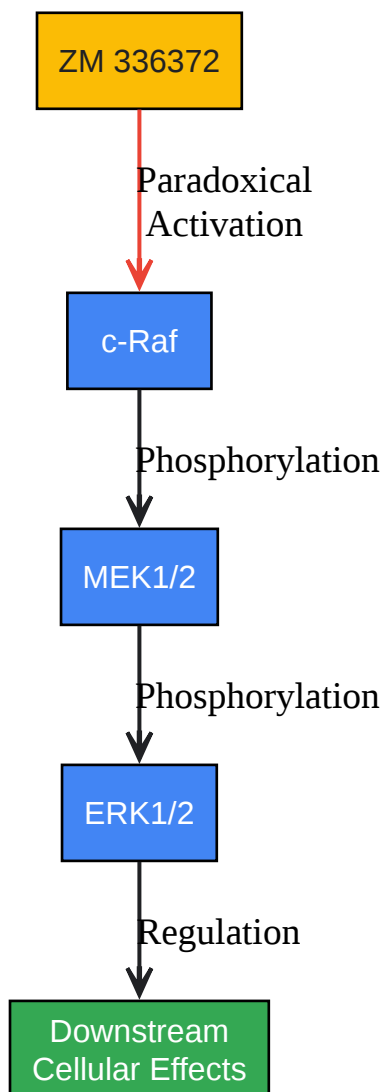 ZM 336372
Paradoxical
Activation
c-Raf
Phosphorylation
MEK1/2
Phosphorylation
ERK1/2
Regulation
Downstream
Cellular Effects